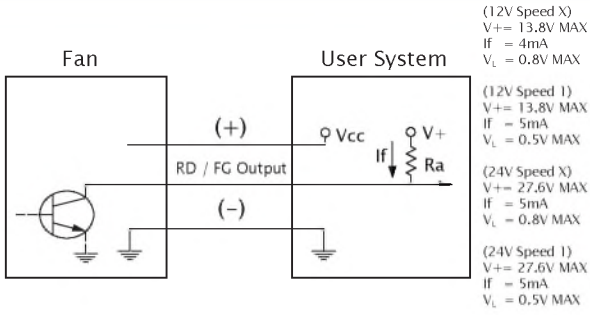 Fan
User System
(+)
Vcc
V+
If
Ra
RD / FG Output
(-)
(12V Speed X)
V+= 13.8V MAX
If = 4mA
VL = 0.8V MAX
(12V Speed 1)
V+= 13.8V MAX
If = 5mA
VL = 0.5V MAX
(24V Speed X)
V+= 27.6V MAX
If = 5mA
VL = 0.8V MAX
(24V Speed 1)
V+= 27.6V MAX
If = 5mA
VL = 0.5V MAX